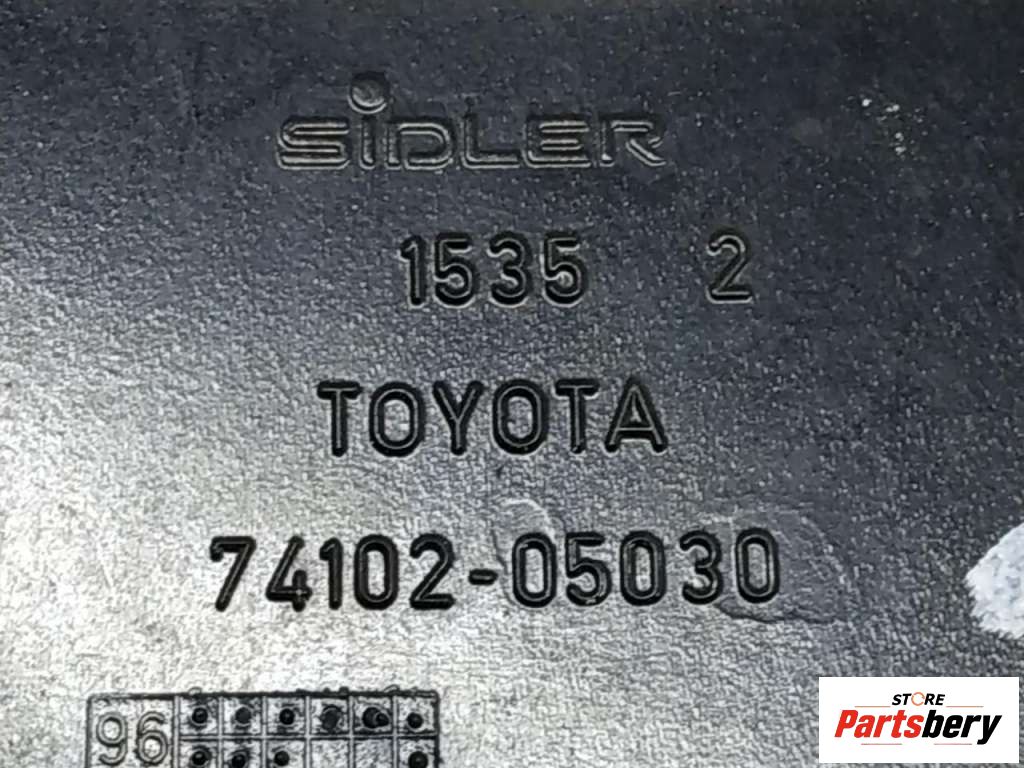 SiDLER
1535 2
TOYOTA
74102-05030
96
STORE
Partsbery